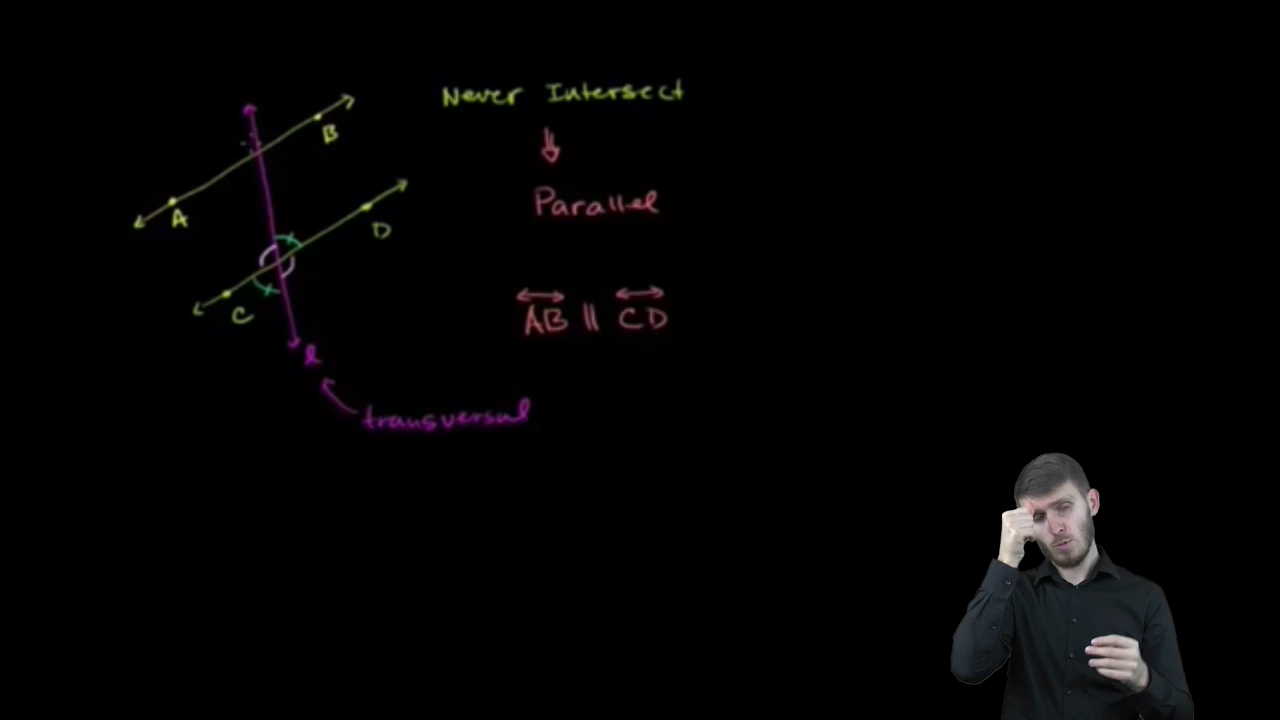 Never Intersect
B
Parallel
A
D
C
AB || CD
l
transversal